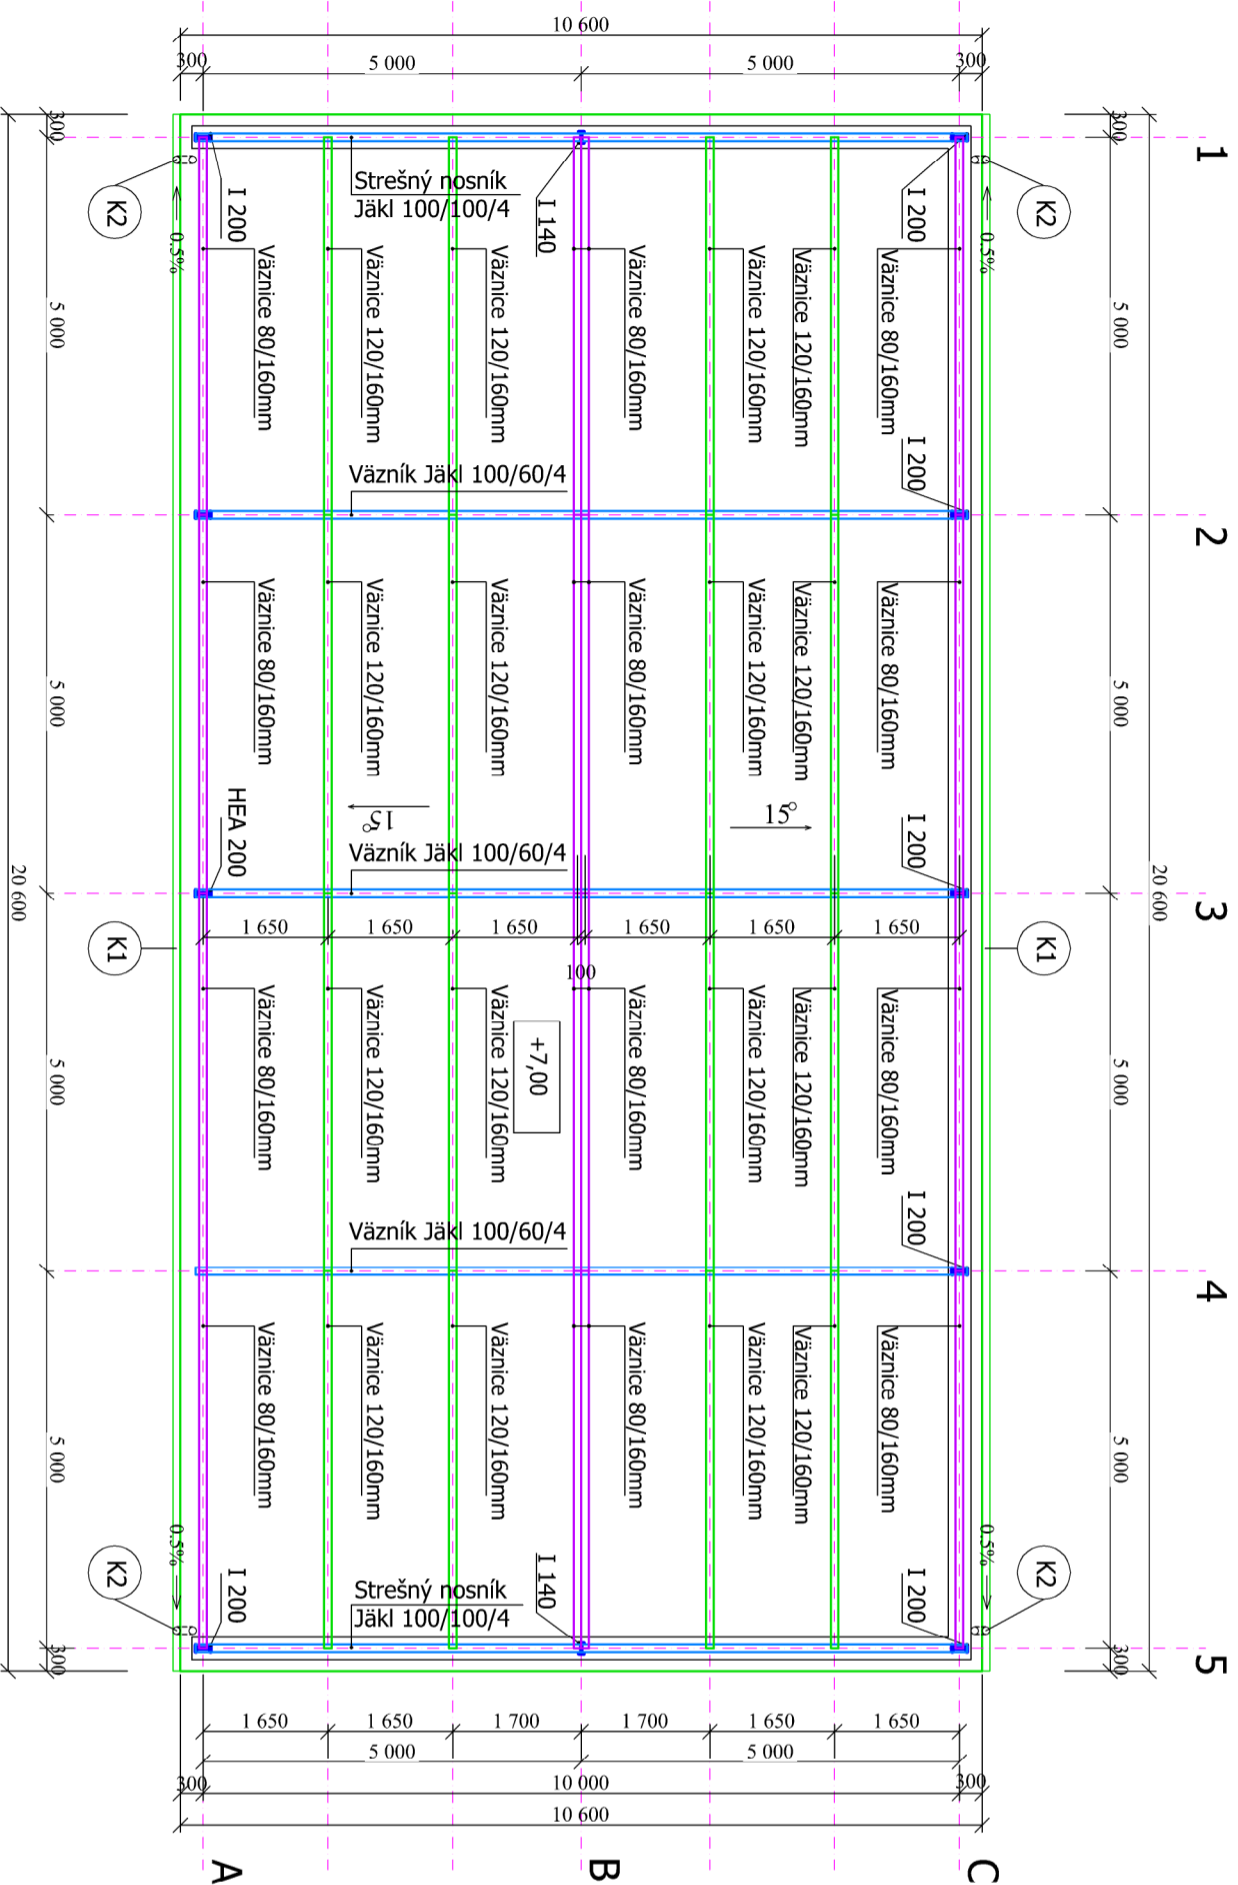 10 600
300
5 000
5 000
300
300
300
1
I 200
Strešný nosník
Jäkl 100/100/4
I 140
I 200
K2
K2
0.5%
0.5%
Väznice 80/160mm
Väznice 120/160mm
Väznice 120/160mm
Väznice 80/160mm
Väznice 120/160mm
Väznice 120/160mm
Väznice 80/160mm
5 000
5 000
I 200
Väzník Jäkl 100/60/4
2
Väznice 80/160mm
Väznice 120/160mm
Väznice 120/160mm
Väznice 80/160mm
Väznice 120/160mm
Väznice 120/160mm
Väznice 80/160mm
5 000
5 000
HEA 200
15°
15°
I 200
Väzník Jäkl 100/60/4
3
20 600
20 600
1 650
1 650
1 650
1 650
1 650
1 650
100
K1
K1
Väznice 80/160mm
Väznice 120/160mm
Väznice 120/160mm
+7,00
Väznice 80/160mm
Väznice 120/160mm
Väznice 120/160mm
Väznice 80/160mm
5 000
5 000
I 200
Väzník Jäkl 100/60/4
4
Väznice 80/160mm
Väznice 120/160mm
Väznice 120/160mm
Väznice 80/160mm
Väznice 120/160mm
Väznice 120/160mm
Väznice 80/160mm
5 000
5 000
0.5%
0.5%
K2
K2
I 200
Strešný nosník
Jäkl 100/100/4
I 140
I 200
300
300
5
1 650
1 650
1 700
1 700
1 650
1 650
5 000
5 000
300
10 000
300
10 600
A
B
C